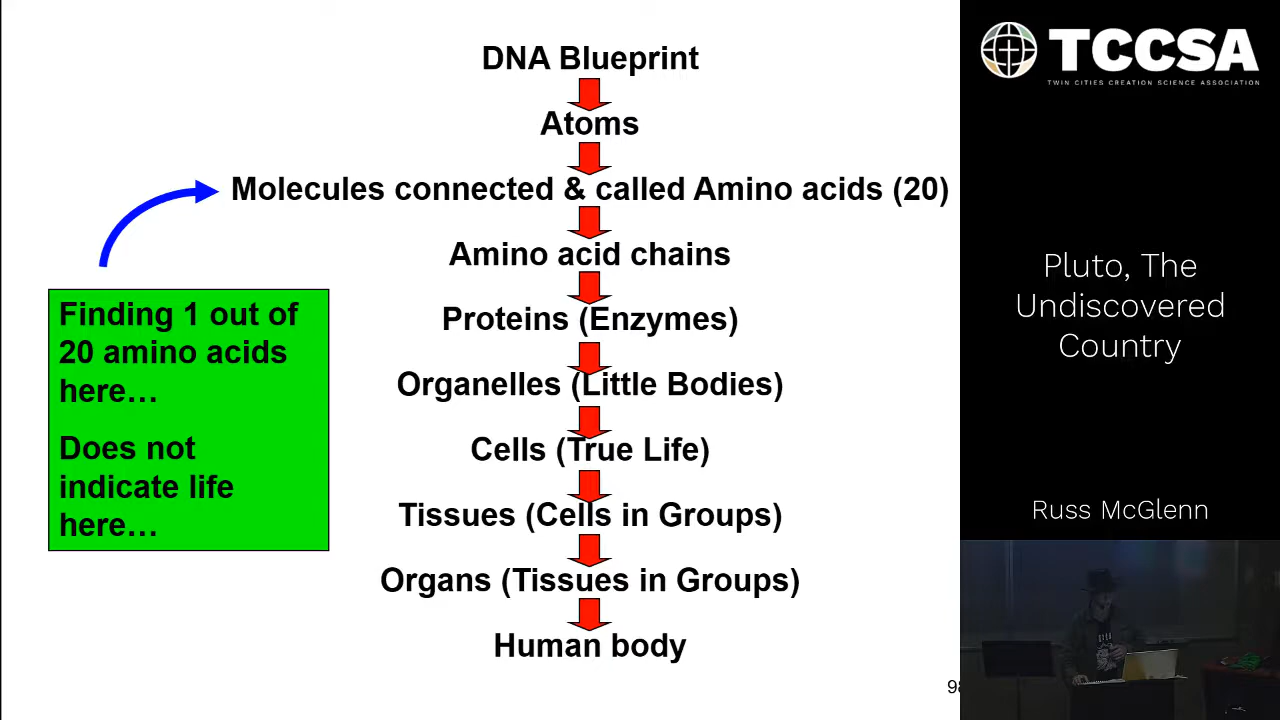 DNA Blueprint
Atoms
Molecules connected & called Amino acids (20)
Amino acid chains
Proteins (Enzymes)
Organelles (Little Bodies)
Cells (True Life)
Tissues (Cells in Groups)
Organs (Tissues in Groups)
Human body
Finding 1 out of
20 amino acids
here…
Does not
indicate life
here…
TCCSA
TWIN CITIES CREATION SCIENCE ASSOCIATION
Pluto, The
Undiscovered
Country
Russ McGlenn